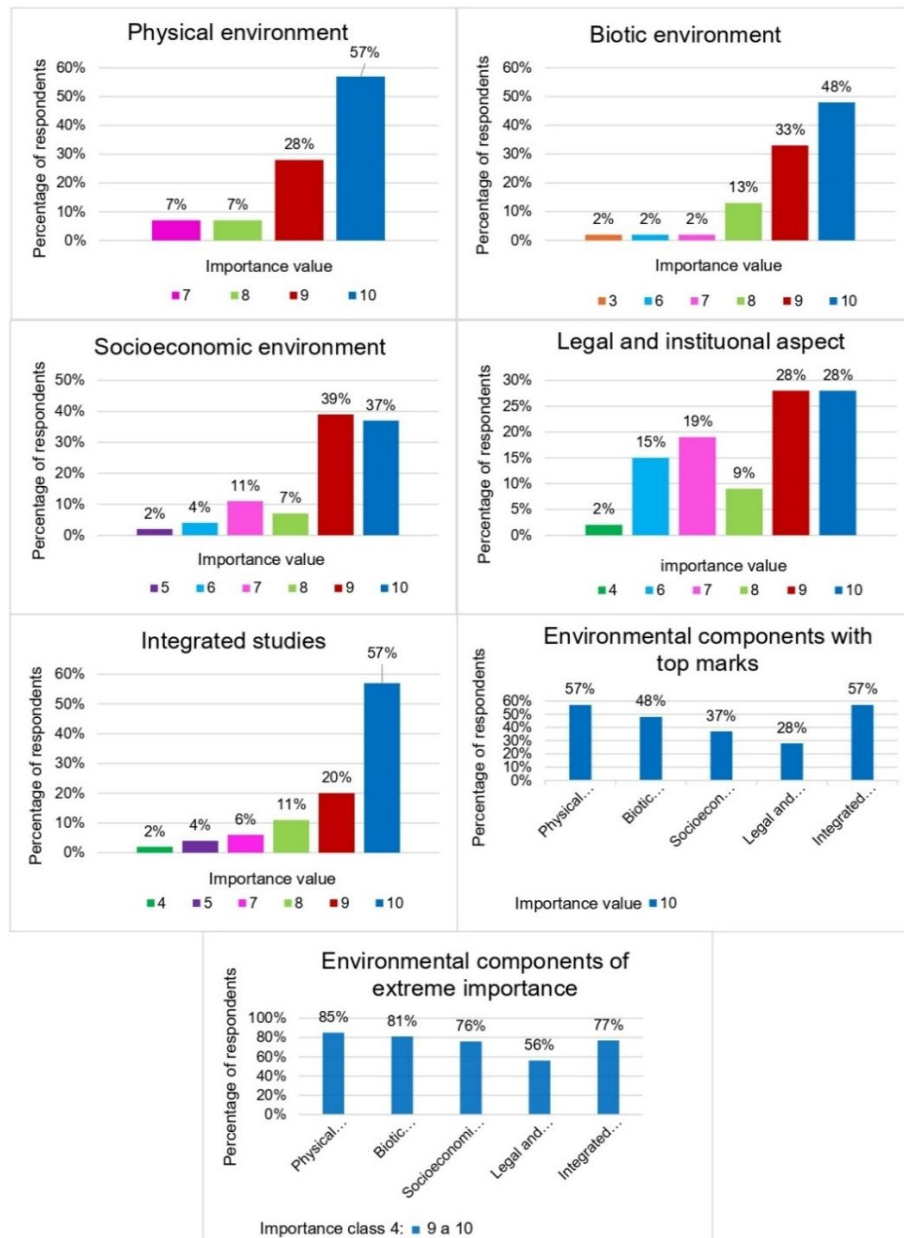 Physical environment
Percentage of respondents
60%
50%
40%
30%
20%
10%
0%
7%
7%
28%
57%
Importance value
7 8 9 10
Biotic environment
Percentage of respondents
60%
50%
40%
30%
20%
10%
0%
2%
2%
2%
13%
33%
48%
Importance value
3 6 7 8 9 10
Socioeconomic environment
Percentage of respondents
50%
40%
30%
20%
10%
0%
2%
4%
11%
7%
39%
37%
Importance value
5 6 7 8 9 10
Legal and instituonal aspect
Percentage of respondents
30%
25%
20%
15%
10%
5%
0%
2%
15%
19%
9%
28%
28%
importance value
4 6 7 8 9 10
Integrated studies
Percentage of respondents
60%
50%
40%
30%
20%
10%
0%
2%
4%
6%
11%
20%
57%
Importance value
4 5 7 8 9 10
Environmental components with
top marks
Percentage of respondents
60%
50%
40%
30%
20%
10%
0%
57%
48%
37%
28%
57%
Physical...
Biotic...
Socioecon...
Legal and...
Integrated...
Importance value 10
Environmental components of
extreme importance
Percentage of respondents
100%
80%
60%
40%
20%
0%
85%
81%
76%
56%
77%
Physical...
Biotic...
Socioeconomi...
Legal and...
Integrated...
Importance class 4: 9 a 10